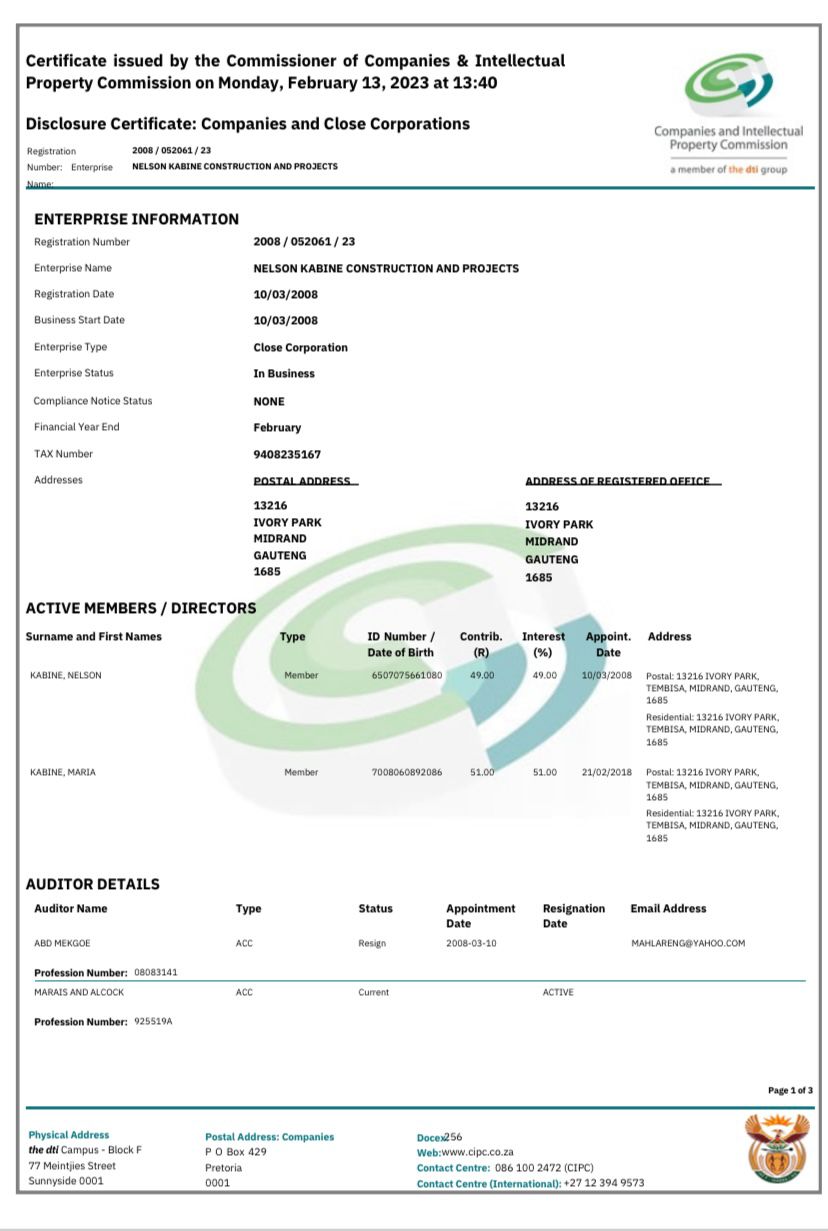 Certificate issued by the Commissioner of Companies & Intellectual
Property Commission on Monday, February 13, 2023 at 13:40
Disclosure Certificate: Companies and Close Corporations
Registration 2008 / 052061 / 23
Number: Enterprise NELSON KABINE CONSTRUCTION AND PROJECTS
Name:
Companies and Intellectual
Property Commission
a member of the dti group
ENTERPRISE INFORMATION
Registration Number 2008 / 052061 / 23
Enterprise Name NELSON KABINE CONSTRUCTION AND PROJECTS
Registration Date 10/03/2008
Business Start Date 10/03/2008
Enterprise Type Close Corporation
Enterprise Status In Business
Compliance Notice Status NONE
Financial Year End February
TAX Number 9408235167
Addresses POSTAL ADDRESS ADDRESS OF REGISTERED OFFICE
13216 13216
IVORY PARK IVORY PARK
MIDRAND MIDRAND
GAUTENG GAUTENG
1685 1685
ACTIVE MEMBERS / DIRECTORS
Surname and First Names Type ID Number / Contrib. Interest Appoint. Address
Date of Birth (R) (%) Date
KABINE, NELSON Member 6507075661080 49.00 49.00 10/03/2008 Postal: 13216 IVORY PARK,
TEMBISA, MIDRAND, GAUTENG,
1685
Residential: 13216 IVORY PARK,
TEMBISA, MIDRAND, GAUTENG,
1685
KABINE, MARIA Member 7008060892086 51.00 51.00 21/02/2018 Postal: 13216 IVORY PARK,
TEMBISA, MIDRAND, GAUTENG,
1685
Residential: 13216 IVORY PARK,
TEMBISA, MIDRAND, GAUTENG,
1685
AUDITOR DETAILS
Auditor Name Type Status Appointment Resignation Email Address
Date Date
ABD MEKGOE ACC Resign 2008-03-10 MAHLARENG@YAHOO.COM
Profession Number: 08083141
MARAIS AND ALCOCK ACC Current ACTIVE
Profession Number: 925519A
Page 1 of 3
Physical Address Postal Address: Companies Docex256
the dti Campus - Block F P O Box 429 Web:www.cipc.co.za
77 Meintjies Street Pretoria Contact Centre: 086 100 2472 (CIPC)
Sunnyside 0001 0001 Contact Centre (International): +27 12 394 9573